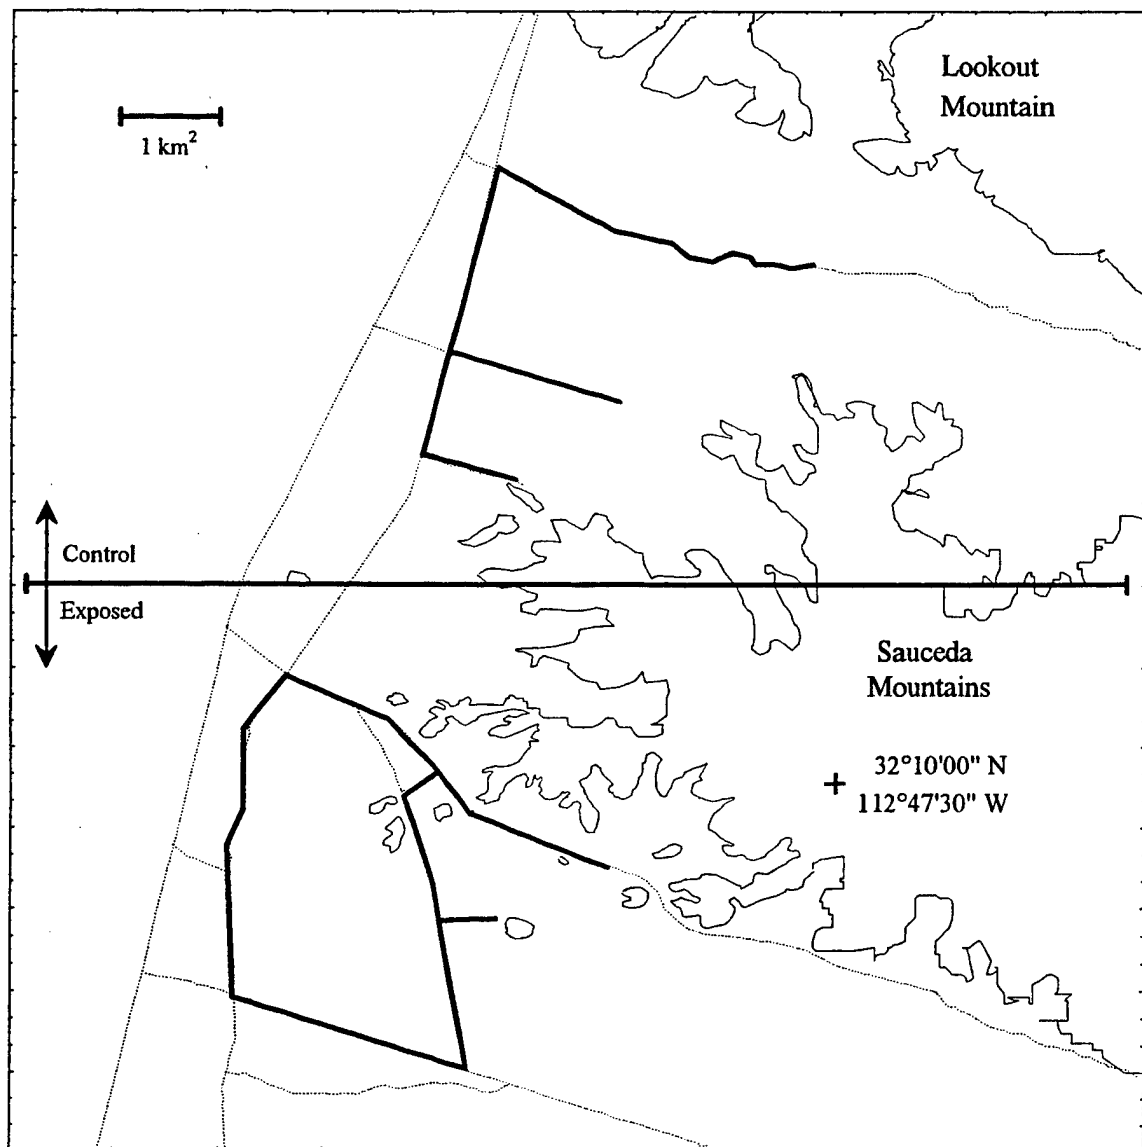 Lookout
Mountain
1 km²
Control
Exposed
Sauceda
Mountains
32°10'00" N
112°47'30" W